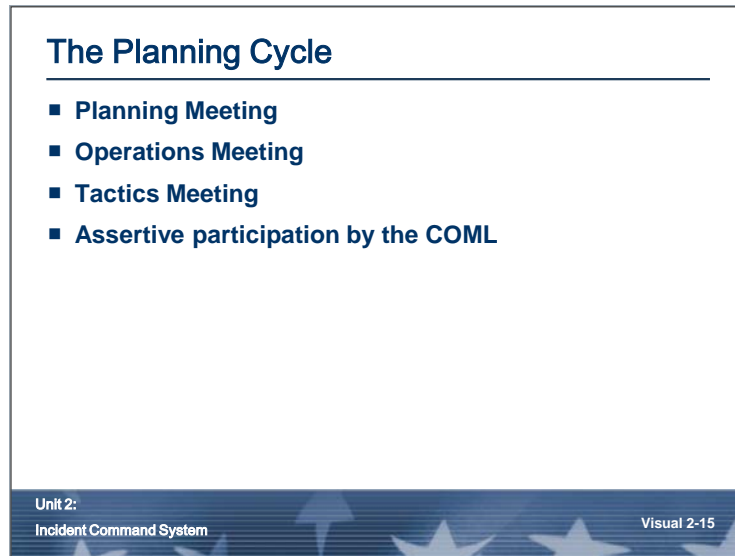 The Planning Cycle
■ Planning Meeting
■ Operations Meeting
■ Tactics Meeting
■ Assertive participation by the COML
Unit 2:
Incident Command System
Visual 2-15